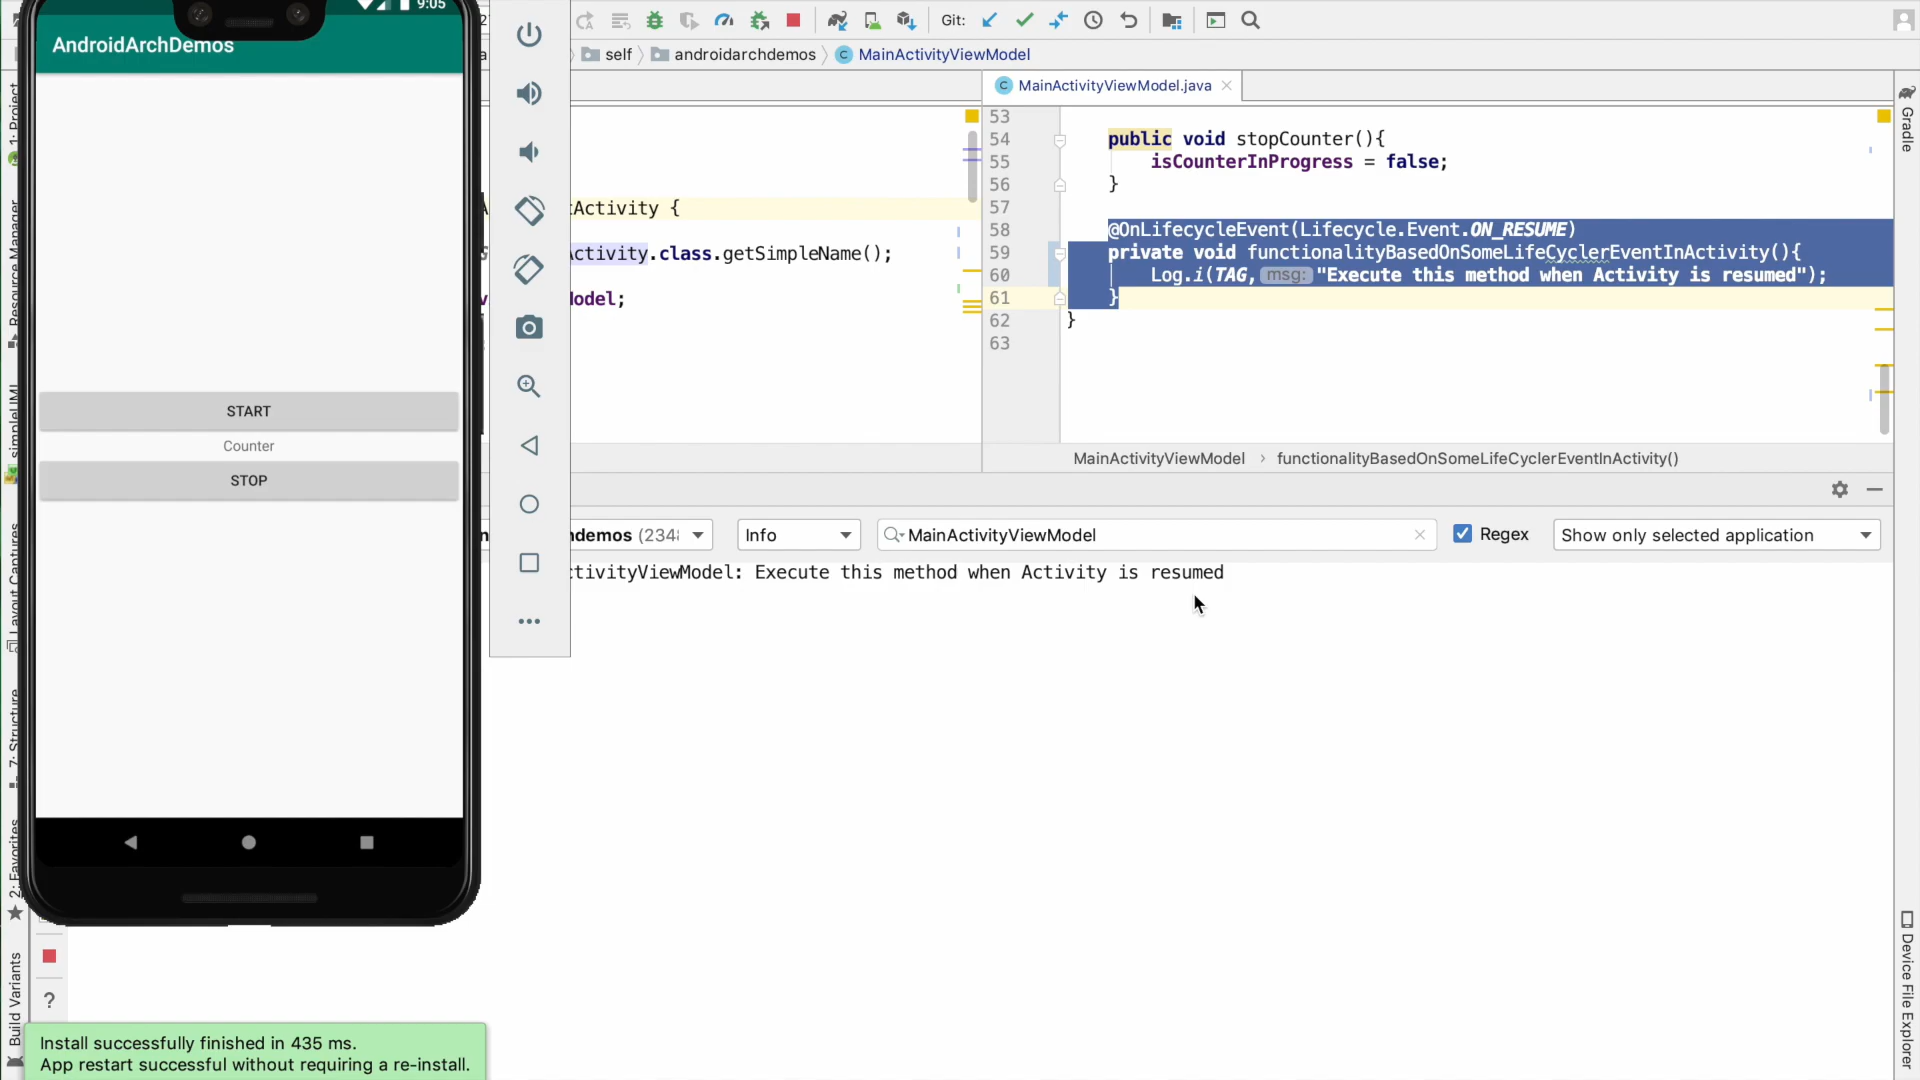 9:05
AndroidArchDemos
START
Counter
STOP
Git:
self
androidarchdemos
MainActivityViewModel
MainActivityViewModel.java
tActivity {
Activity.class.getSimpleName();
Model;
53
54 public void stopCounter(){
55 isCounterInProgress = false;
56 }
57
58 @OnLifecycleEvent(Lifecycle.Event.ON_RESUME)
59 private void functionalityBasedOnSomeLifeCyclerEventInActivity(){
60 Log.i(TAG, msg: "Execute this method when Activity is resumed");
61 }
62 }
63
MainActivityViewModel › functionalityBasedOnSomeLifeCyclerEventInActivity()
hdemos (234
Info
MainActivityViewModel
Regex
Show only selected application
ctivityViewModel: Execute this method when Activity is resumed
1: Project
Resource Manager
Layout Captures
7: Structure
2: Favorites
Build Variants
Gradle
Device File Explorer
?
Install successfully finished in 435 ms.
App restart successful without requiring a re-install.